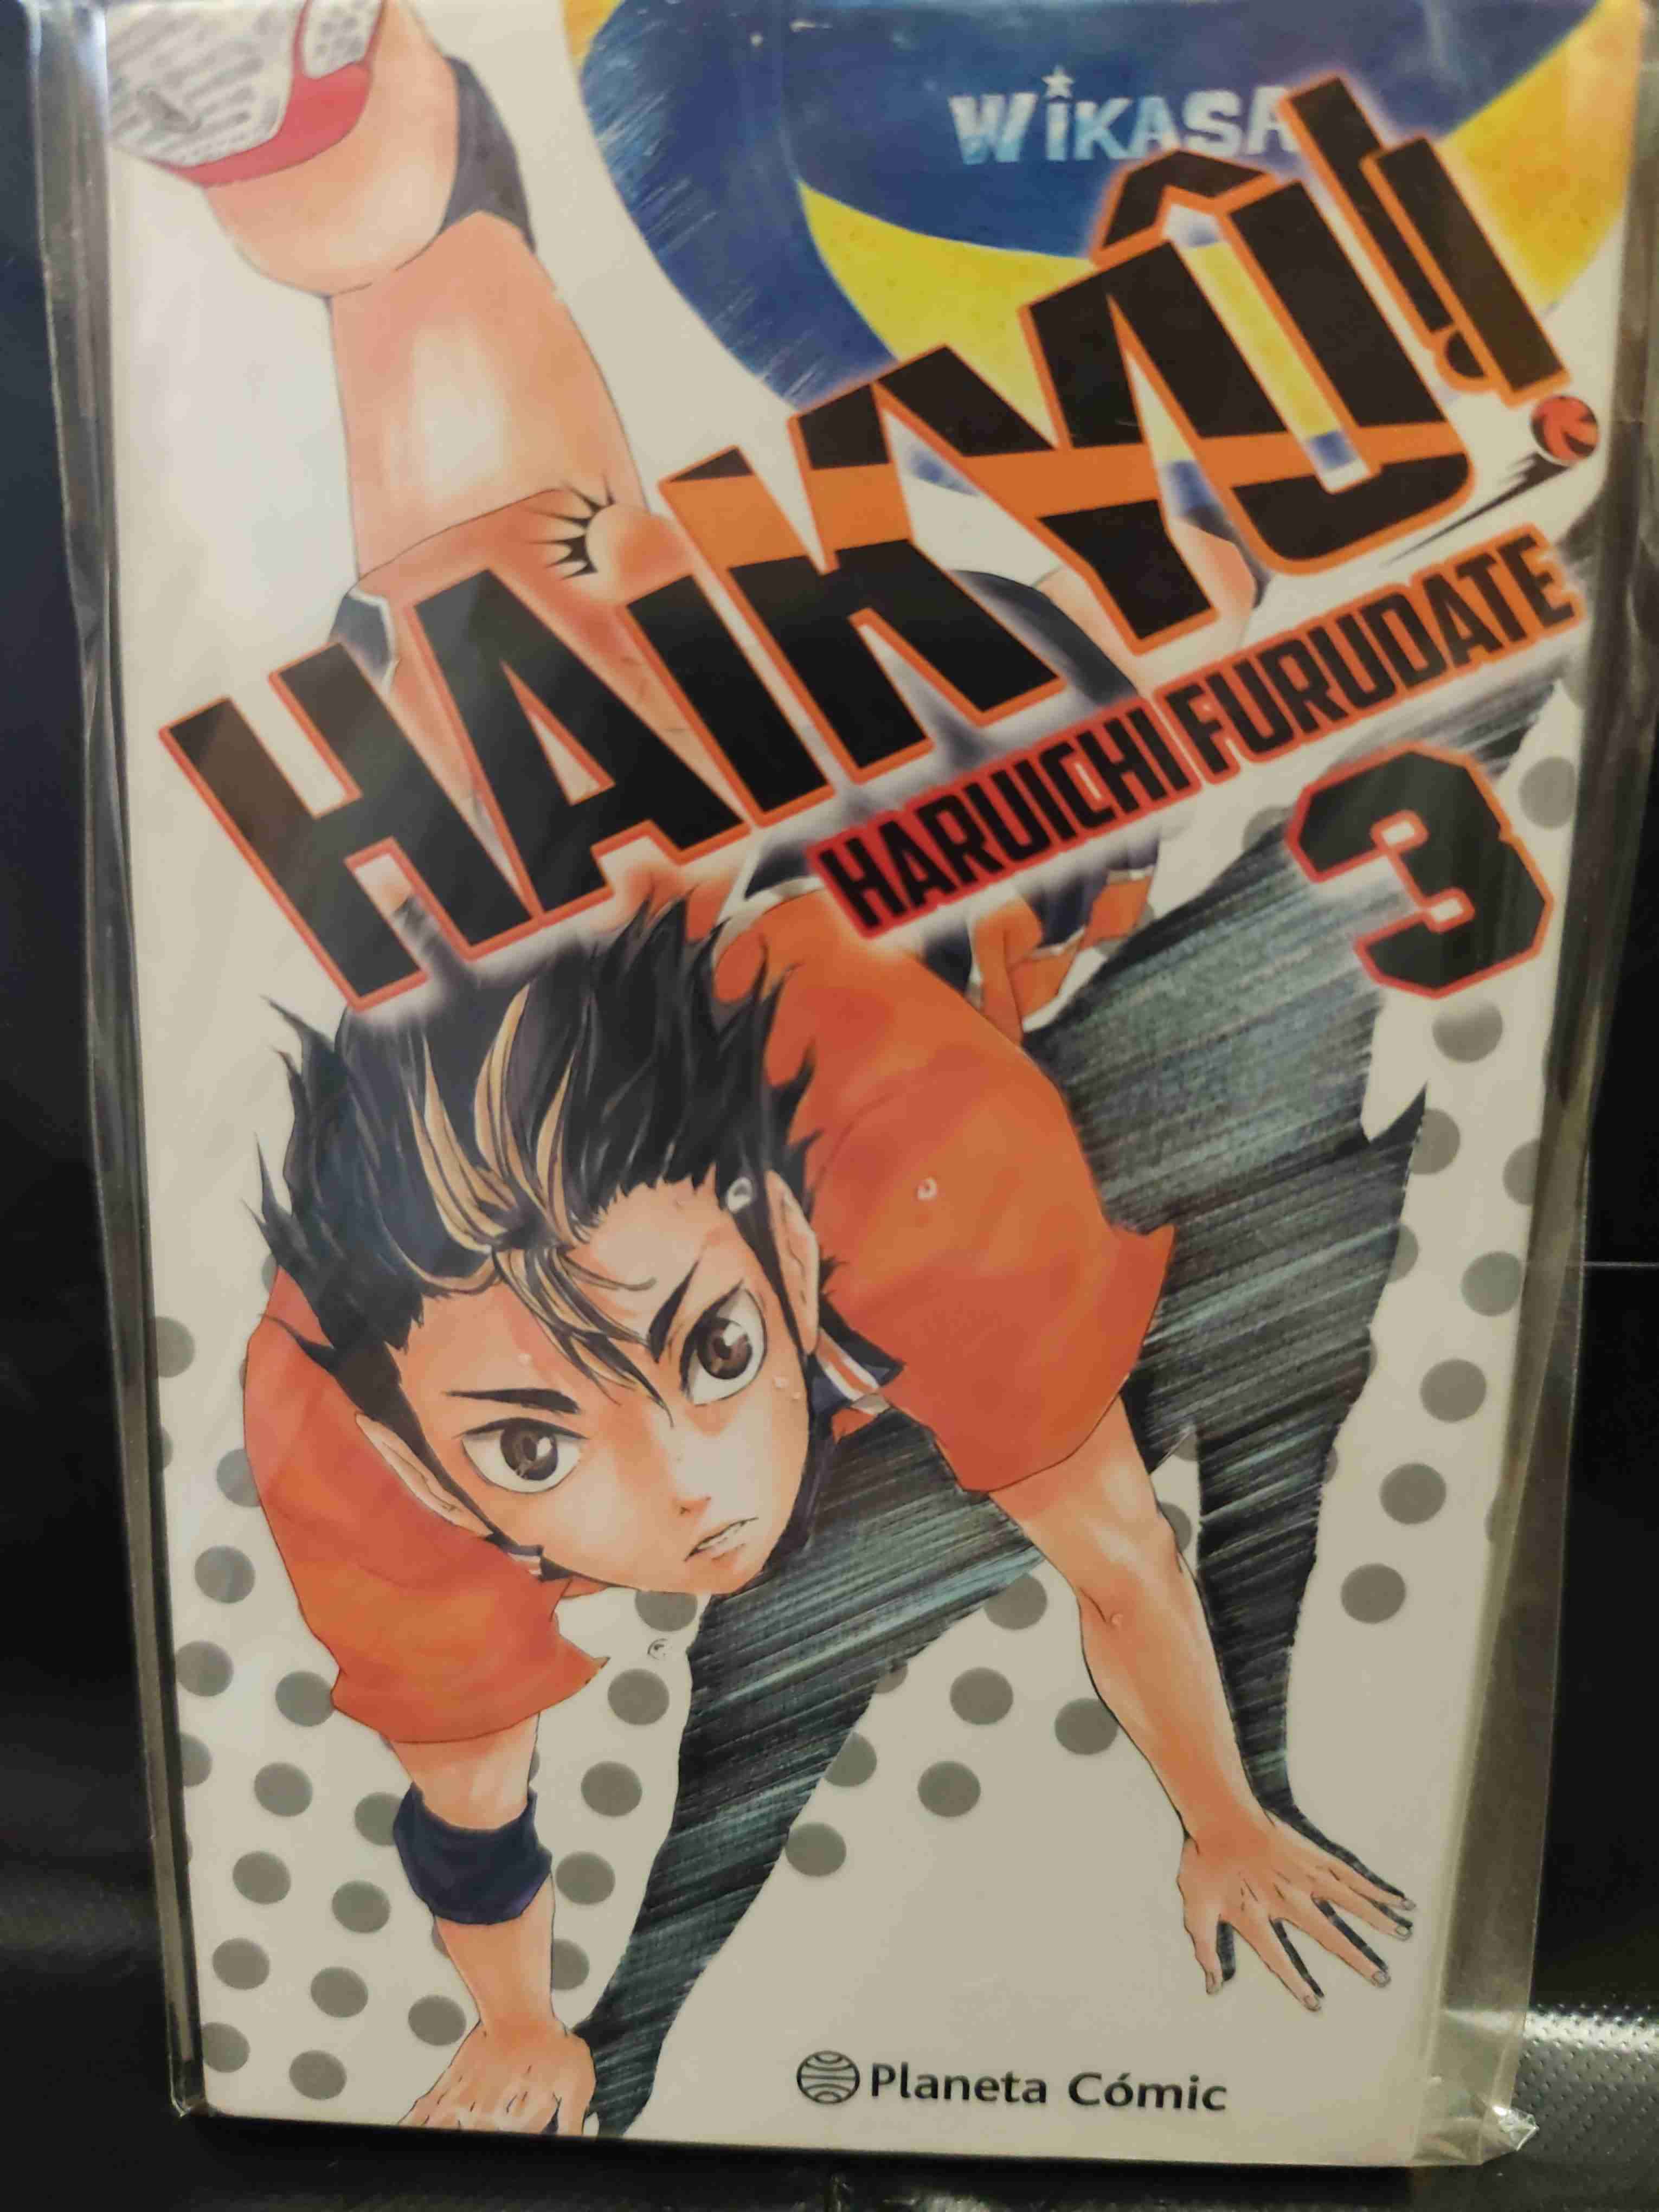 WiKASA
HAiKYÛ!!
HARUICHI FURUDATE
3
Planeta Cómic